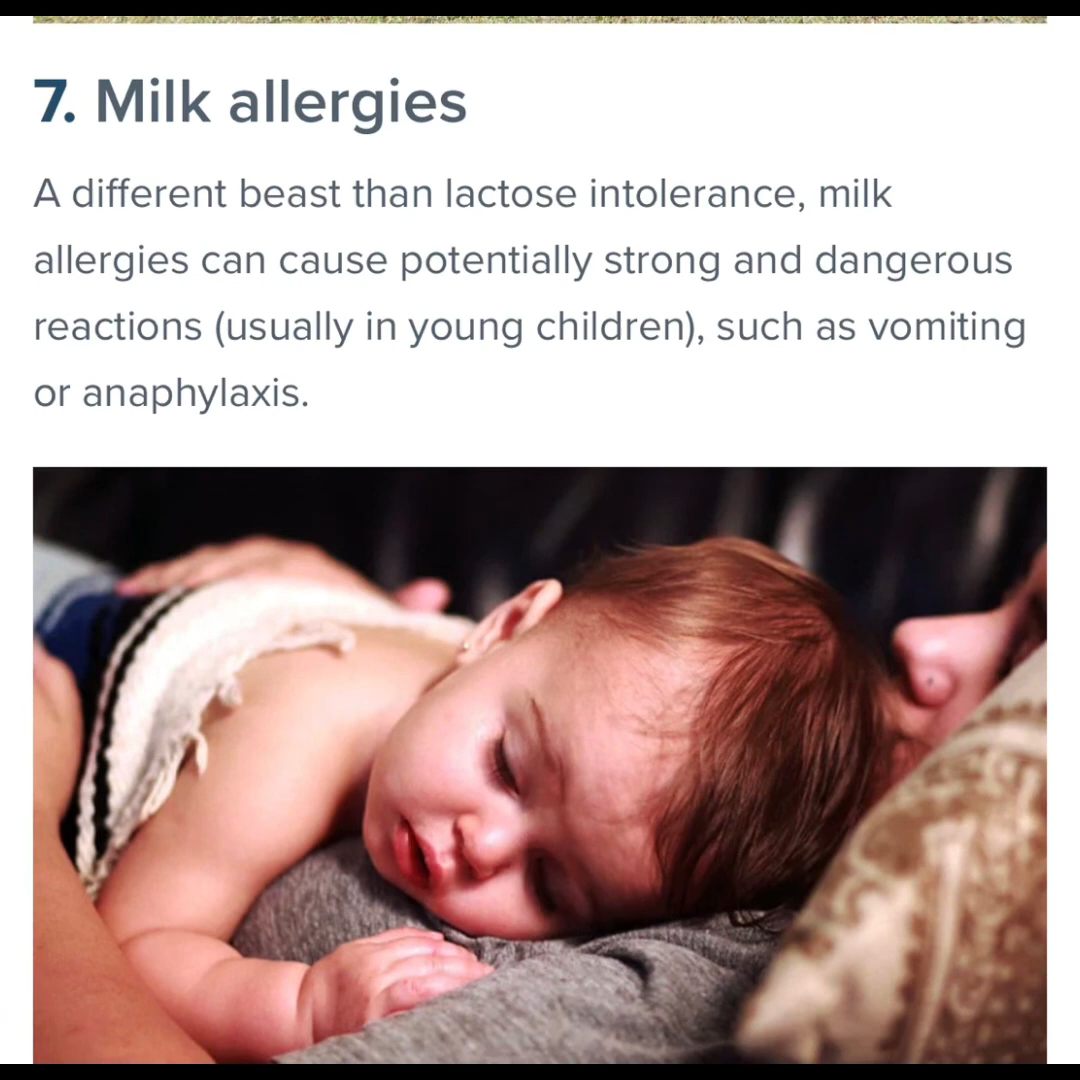 7. Milk allergies
A different beast than lactose intolerance, milk
allergies can cause potentially strong and dangerous
reactions (usually in young children), such as vomiting
or anaphylaxis.